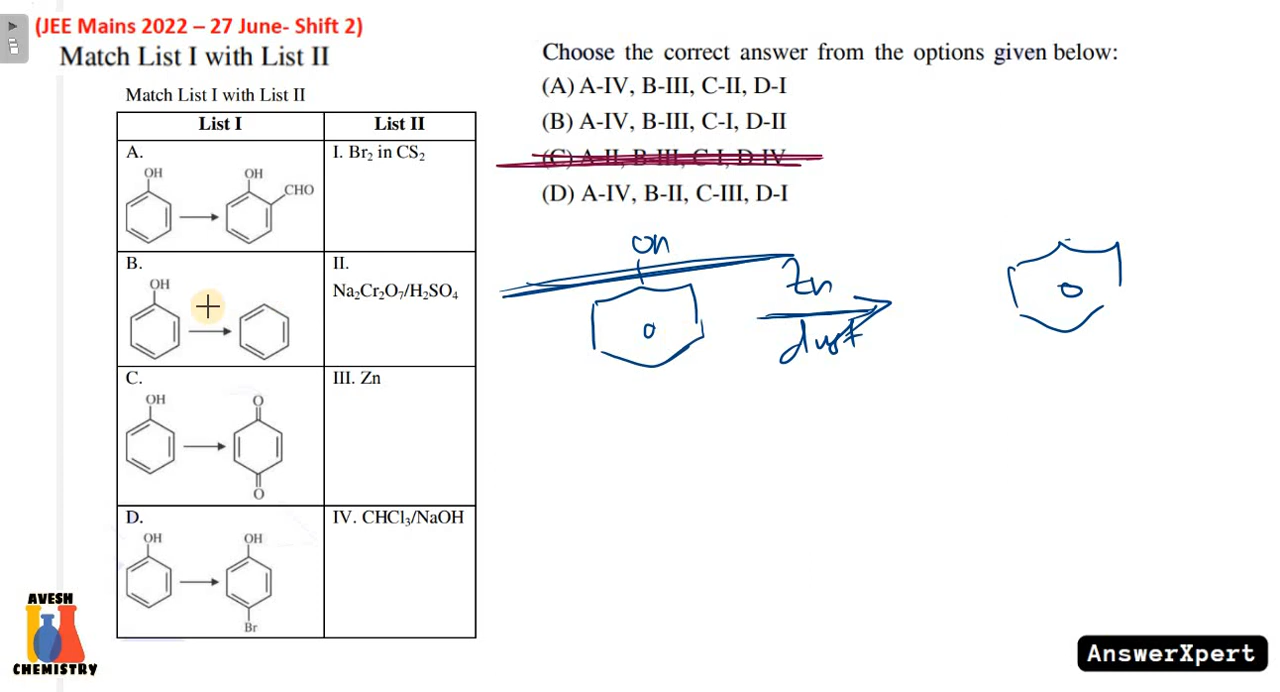 (JEE Mains 2022 – 27 June- Shift 2)
Match List I with List II
Match List I with List II
List I
List II
A.
OH
OH
CHO
I. Br₂ in CS₂
B.
OH
II.
Na₂Cr₂O₇/H₂SO₄
C.
OH
O
O
III. Zn
D.
OH
OH
Br
IV. CHCl₃/NaOH
Choose the correct answer from the options given below:
(A) A-IV, B-III, C-II, D-I
(B) A-IV, B-III, C-I, D-II
(C) A-II, B-III, C-I, D-IV
(D) A-IV, B-II, C-III, D-I
OH
Zn
dust
AVESH
CHEMISTRY
AnswerXpert